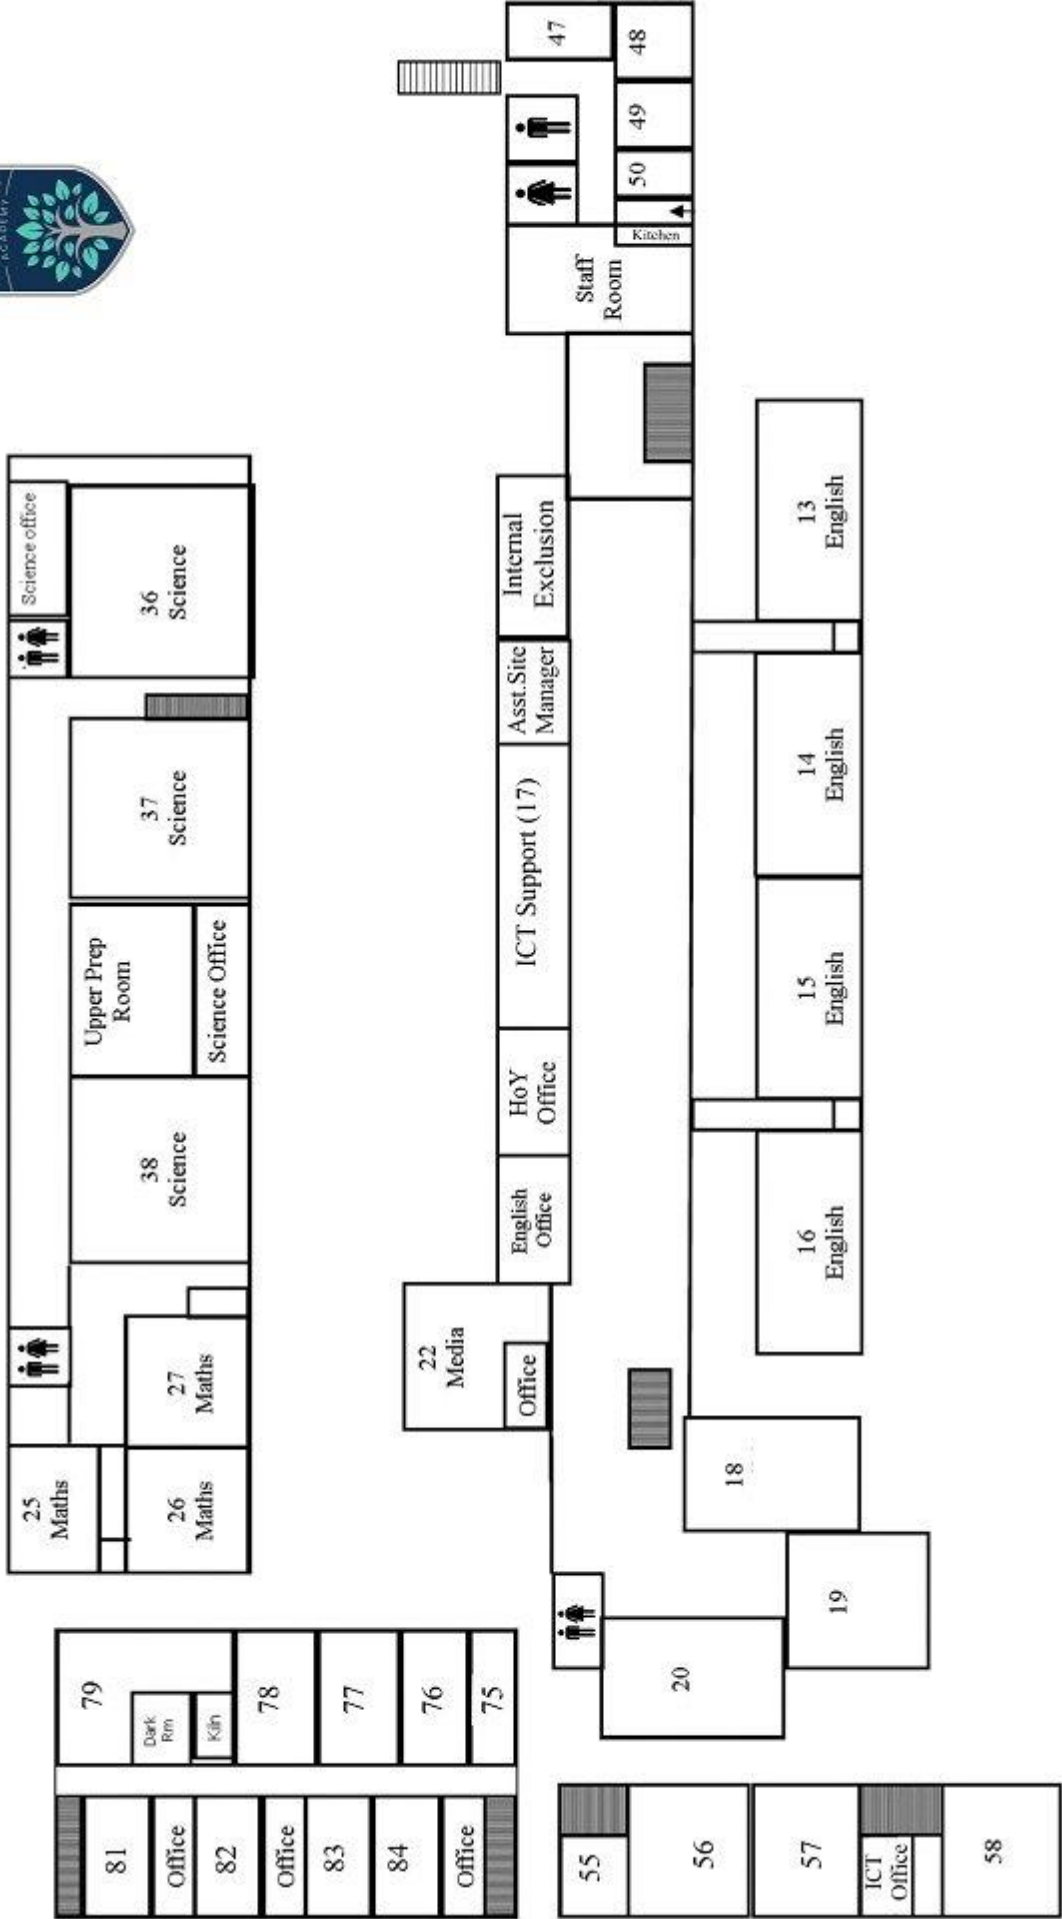 ACADEMY
47
48
49
50
Kitchen
Staff
Room
Science office
36
Science
37
Science
Upper Prep
Room
Science Office
38
Science
27
Maths
26
Maths
25
Maths
Internal
Exclusion
Asst.Site
Manager
ICT Support (17)
HoY
Office
English
Office
22
Media
Office
13
English
14
English
15
English
16
English
18
19
20
79
Dark
Rm
Kiln
78
77
76
75
81
Office
82
Office
83
84
Office
55
56
57
ICT
Office
58